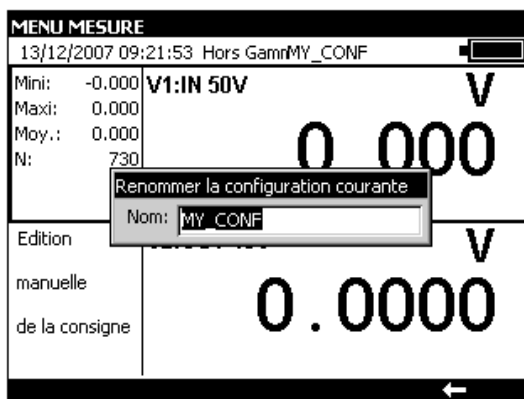 MENU MESURE
13/12/2007 09:21:53 Hors GamnMY_CONF
Mini: -0.000
Maxi: 0.000
Moy.: 0.000
N: 730
V1:IN 50V
V
0 000
Renommer la configuration courante
Nom: MY_CONF
Edition
manuelle
de la consigne
V
0.0000